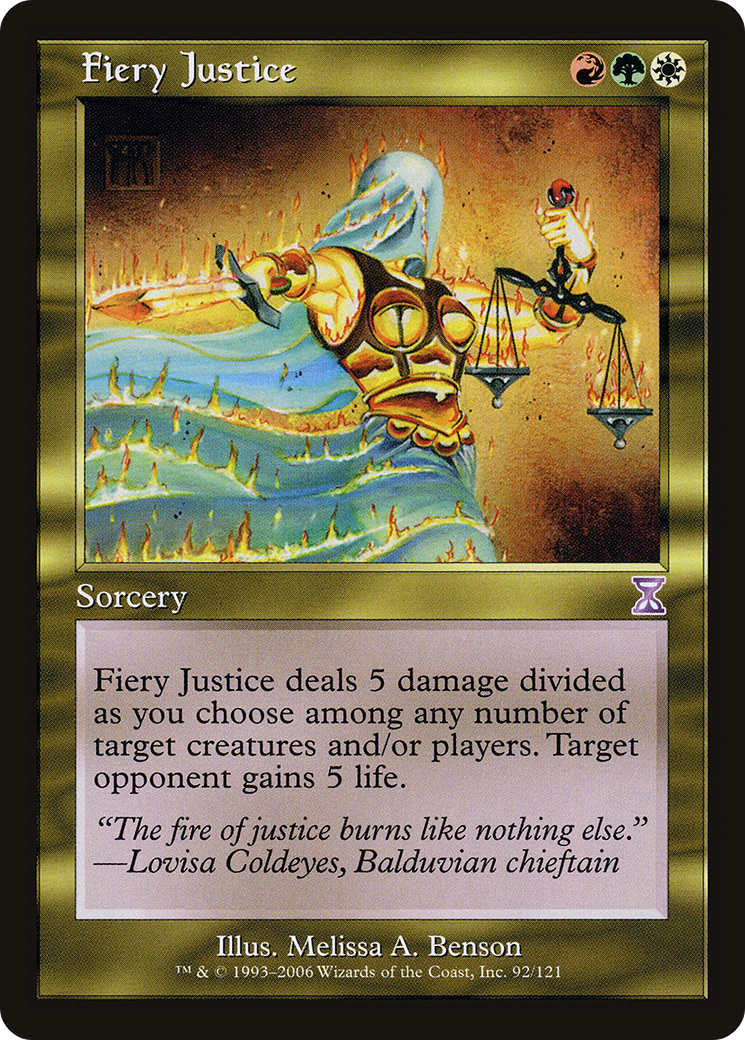 Fiery Justice
Sorcery
Fiery Justice deals 5 damage divided
as you choose among any number of
target creatures and/or players. Target
opponent gains 5 life.
“The fire of justice burns like nothing else.”
—Lovisa Coldeyes, Balduvian chieftain
Illus. Melissa A. Benson
™ & © 1993–2006 Wizards of the Coast, Inc. 92/121